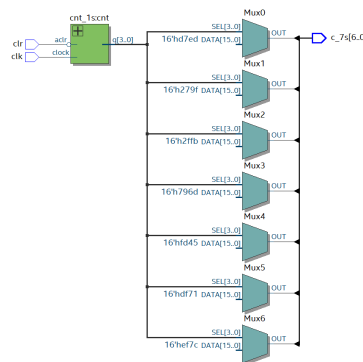 cnt_1s:cnt
clr
aclr
q[3..0]
clk
clock
Mux0
SEL[3..0]
16'hd7ed DATA[15..0]
OUT
c_7s[6..0
Mux1
SEL[3..0]
16'h279f DATA[15..0]
OUT
Mux2
SEL[3..0]
16'h2ffb DATA[15..0]
OUT
Mux3
SEL[3..0]
16'h796d DATA[15..0]
OUT
Mux4
SEL[3..0]
16'hfd45 DATA[15..0]
OUT
Mux5
SEL[3..0]
16'hdf71 DATA[15..0]
OUT
Mux6
SEL[3..0]
16'hef7c DATA[15..0]
OUT